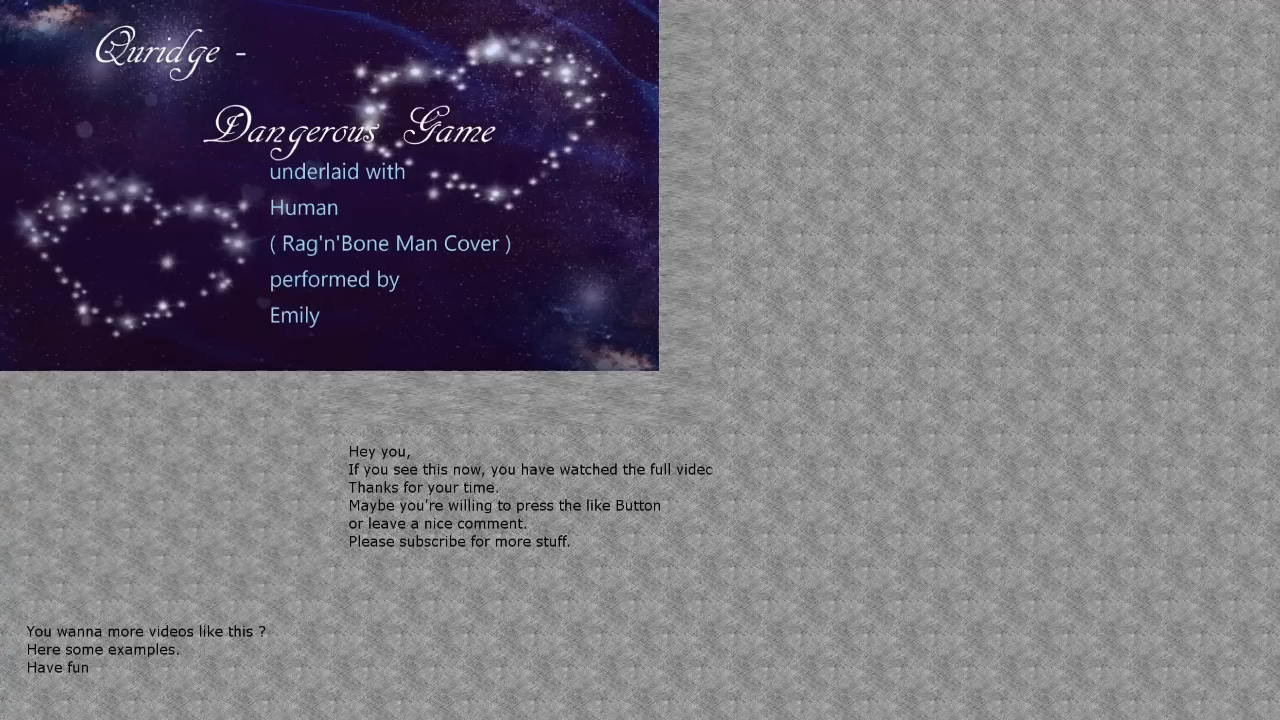 Quridge -
Dangerous Game
underlaid with
Human
( Rag'n'Bone Man Cover )
performed by
Emily
Hey you,
If you see this now, you have watched the full videc
Thanks for your time.
Maybe you're willing to press the like Button
or leave a nice comment.
Please subscribe for more stuff.
You wanna more videos like this ?
Here some examples.
Have fun